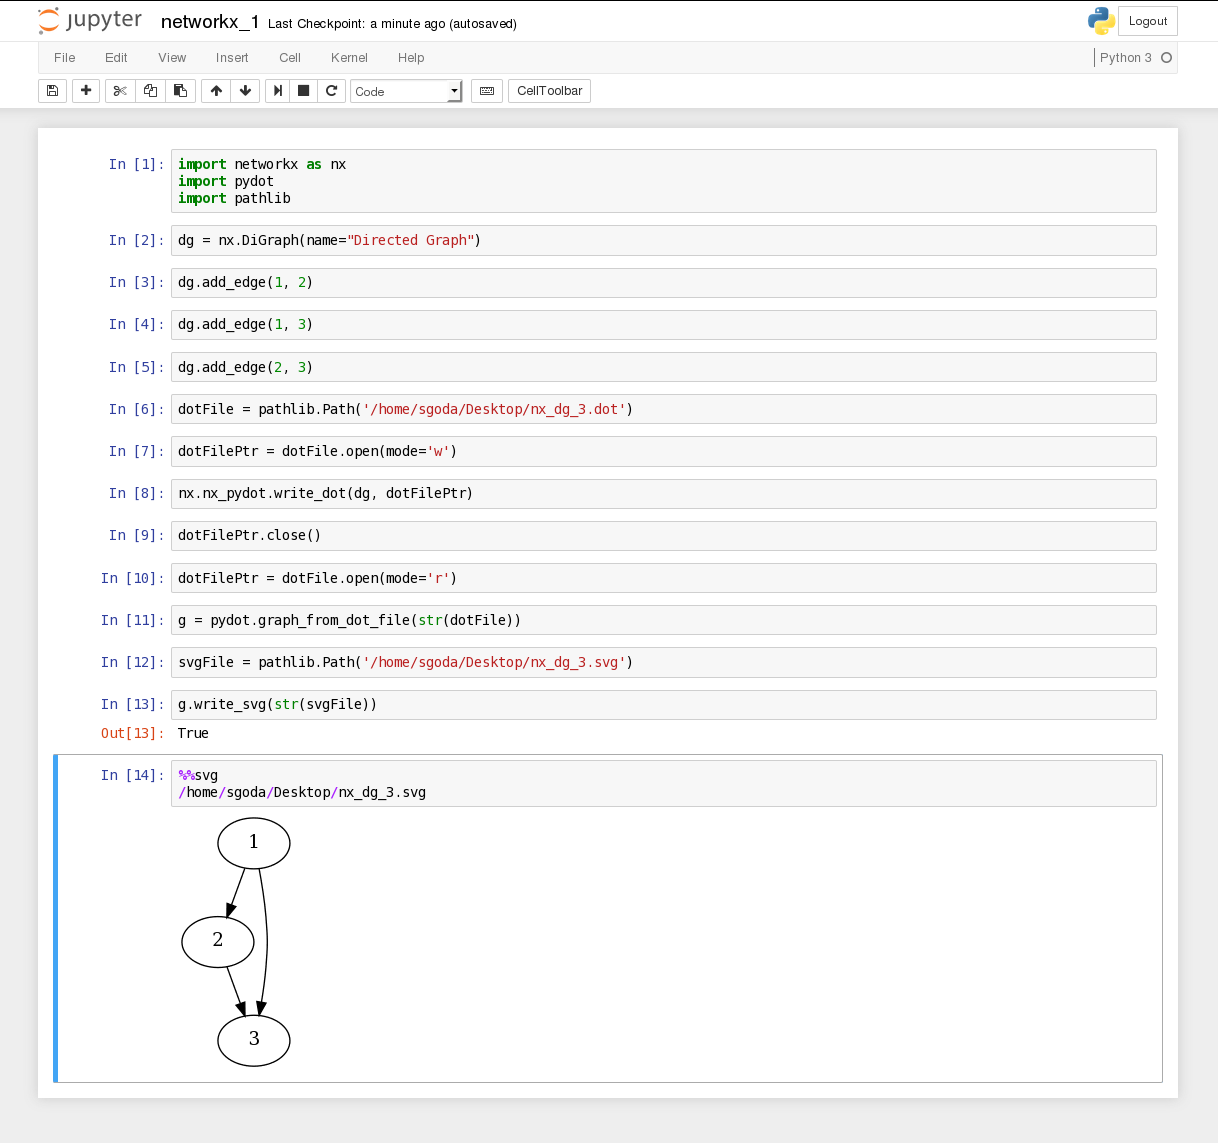 jupyter networkx_1 Last Checkpoint: a minute ago (autosaved) Logout
File Edit View Insert Cell Kernel Help Python 3
Code CellToolbar
In [1]: import networkx as nx
import pydot
import pathlib
In [2]: dg = nx.DiGraph(name="Directed Graph")
In [3]: dg.add_edge(1, 2)
In [4]: dg.add_edge(1, 3)
In [5]: dg.add_edge(2, 3)
In [6]: dotFile = pathlib.Path('/home/sgoda/Desktop/nx_dg_3.dot')
In [7]: dotFilePtr = dotFile.open(mode='w')
In [8]: nx.nx_pydot.write_dot(dg, dotFilePtr)
In [9]: dotFilePtr.close()
In [10]: dotFilePtr = dotFile.open(mode='r')
In [11]: g = pydot.graph_from_dot_file(str(dotFile))
In [12]: svgFile = pathlib.Path('/home/sgoda/Desktop/nx_dg_3.svg')
In [13]: g.write_svg(str(svgFile))
Out[13]: True
In [14]: %%svg
/home/sgoda/Desktop/nx_dg_3.svg
1
2
3